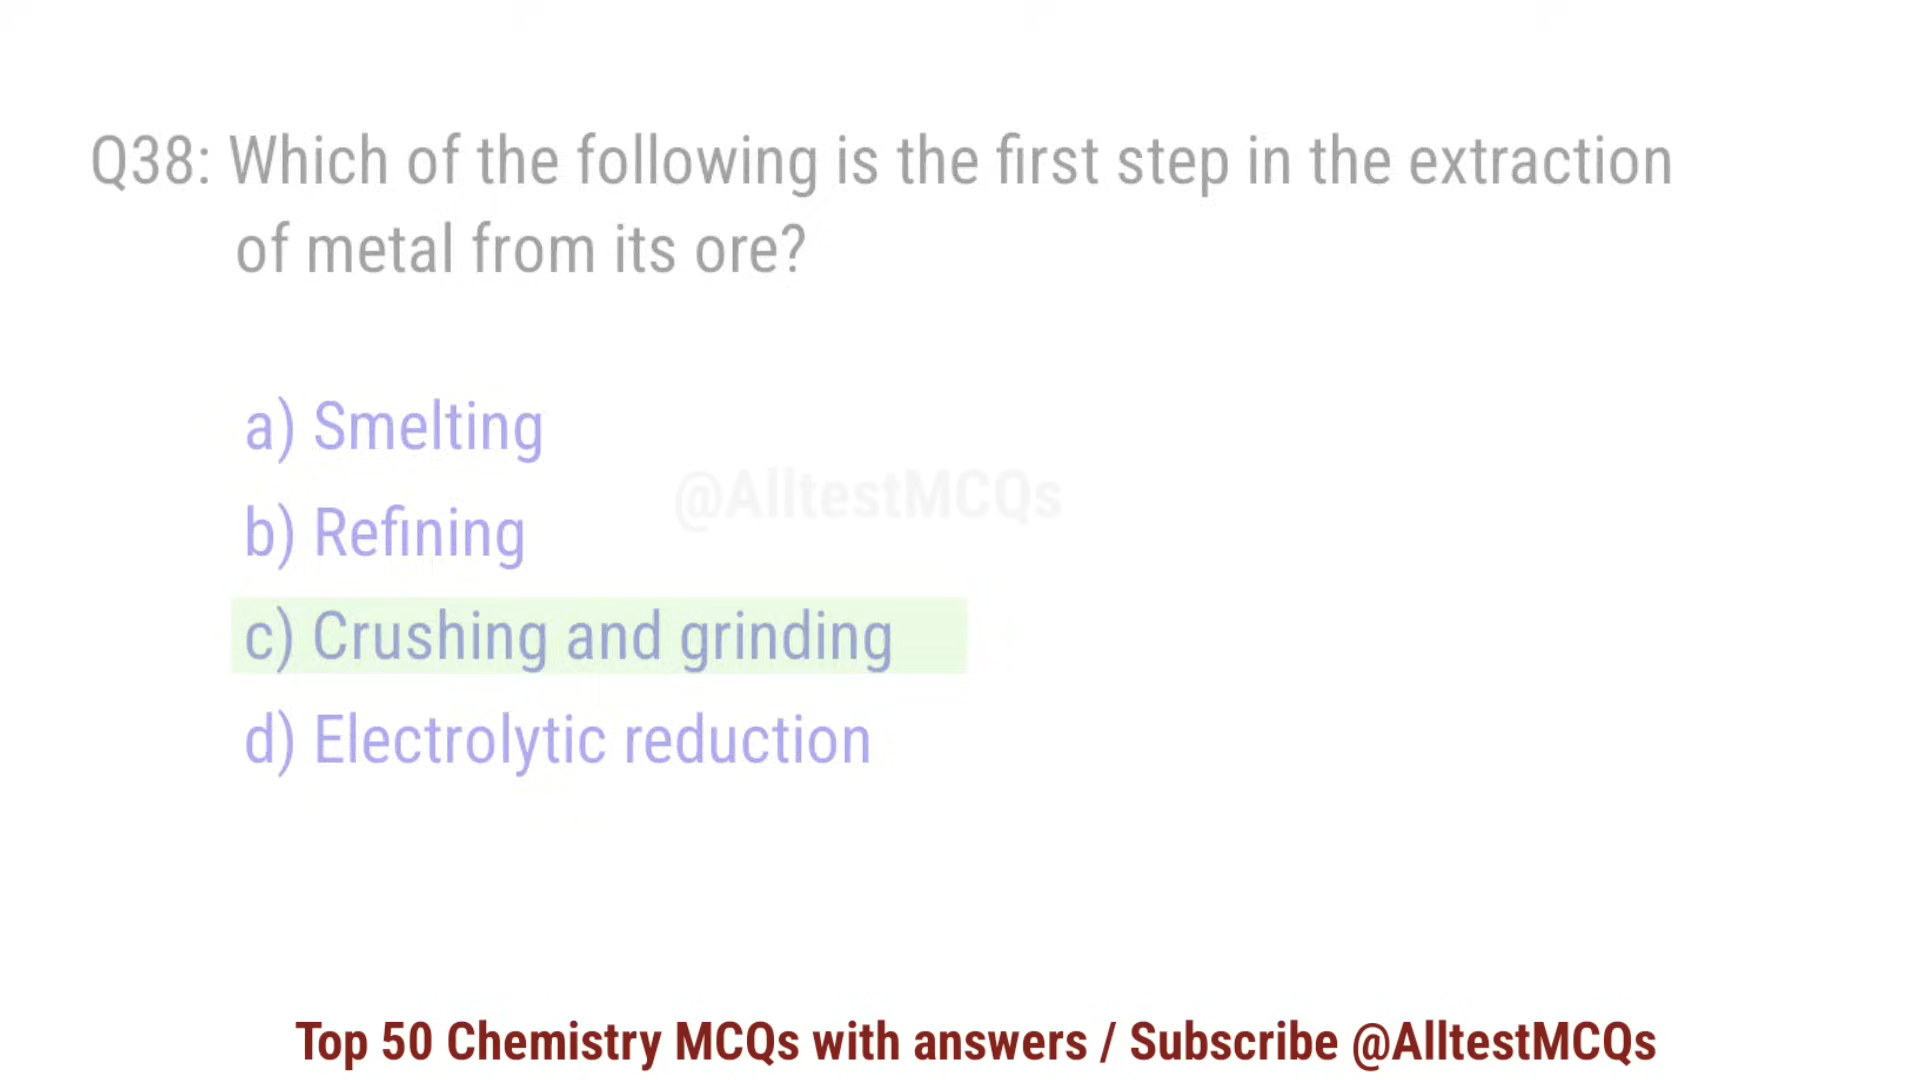 Q38: Which of the following is the first step in the extraction
of metal from its ore?
a) Smelting
@AlltestMCQs
b) Refining
c) Crushing and grinding
d) Electrolytic reduction
Top 50 Chemistry MCQs with answers / Subscribe @AlltestMCQs